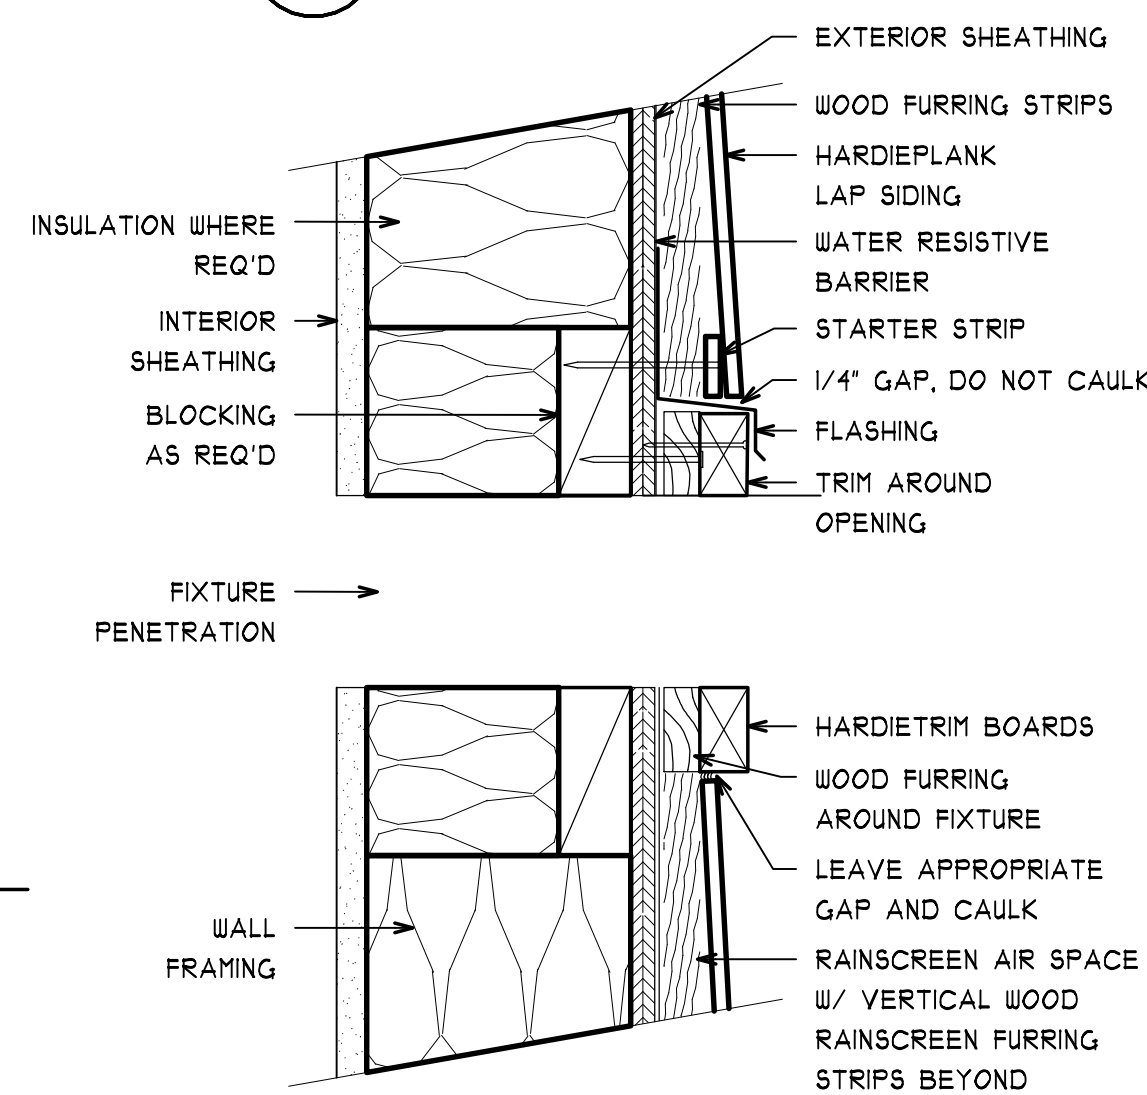 EXTERIOR SHEATHING
WOOD FURRING STRIPS
HARDIEPLANK
LAP SIDING
WATER RESISTIVE
BARRIER
STARTER STRIP
1/4" GAP, DO NOT CAULK
FLASHING
TRIM AROUND
OPENING
INSULATION WHERE
REQ'D
INTERIOR
SHEATHING
BLOCKING
AS REQ'D
FIXTURE
PENETRATION
HARDIETRIM BOARDS
WOOD FURRING
AROUND FIXTURE
LEAVE APPROPRIATE
GAP AND CAULK
RAINSCREEN AIR SPACE
W/ VERTICAL WOOD
RAINSCREEN FURRING
STRIPS BEYOND
WALL
FRAMING